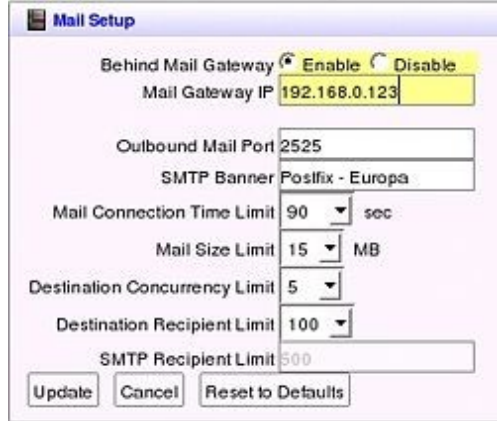 Mail Setup
Behind Mail Gateway Enable Disable
Mail Gateway IP 192.168.0.123
Outbound Mail Port 2525
SMTP Banner Postfix - Europa
Mail Connection Time Limit 90 sec
Mail Size Limit 15 MB
Destination Concurrency Limit 5
Destination Recipient Limit 100
SMTP Recipient Limit 500
Update Cancel Reset to Defaults